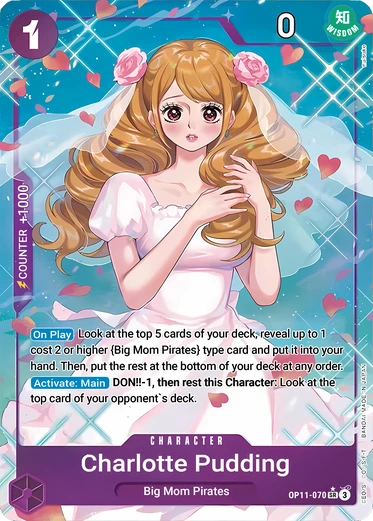 1
0
知
WISDOM
COUNTER +1000
On Play Look at the top 5 cards of your deck, reveal up to 1
cost 2 or higher {Big Mom Pirates} type card and put it into your
hand. Then, put the rest at the bottom of your deck at any order.
Activate: Main DON!!-1, then rest this Character: Look at the
top card of your opponent`s deck.
CHARACTER
Charlotte Pudding
Big Mom Pirates
OP11-070 SR 3
BANDAI MADE IN JAPAN